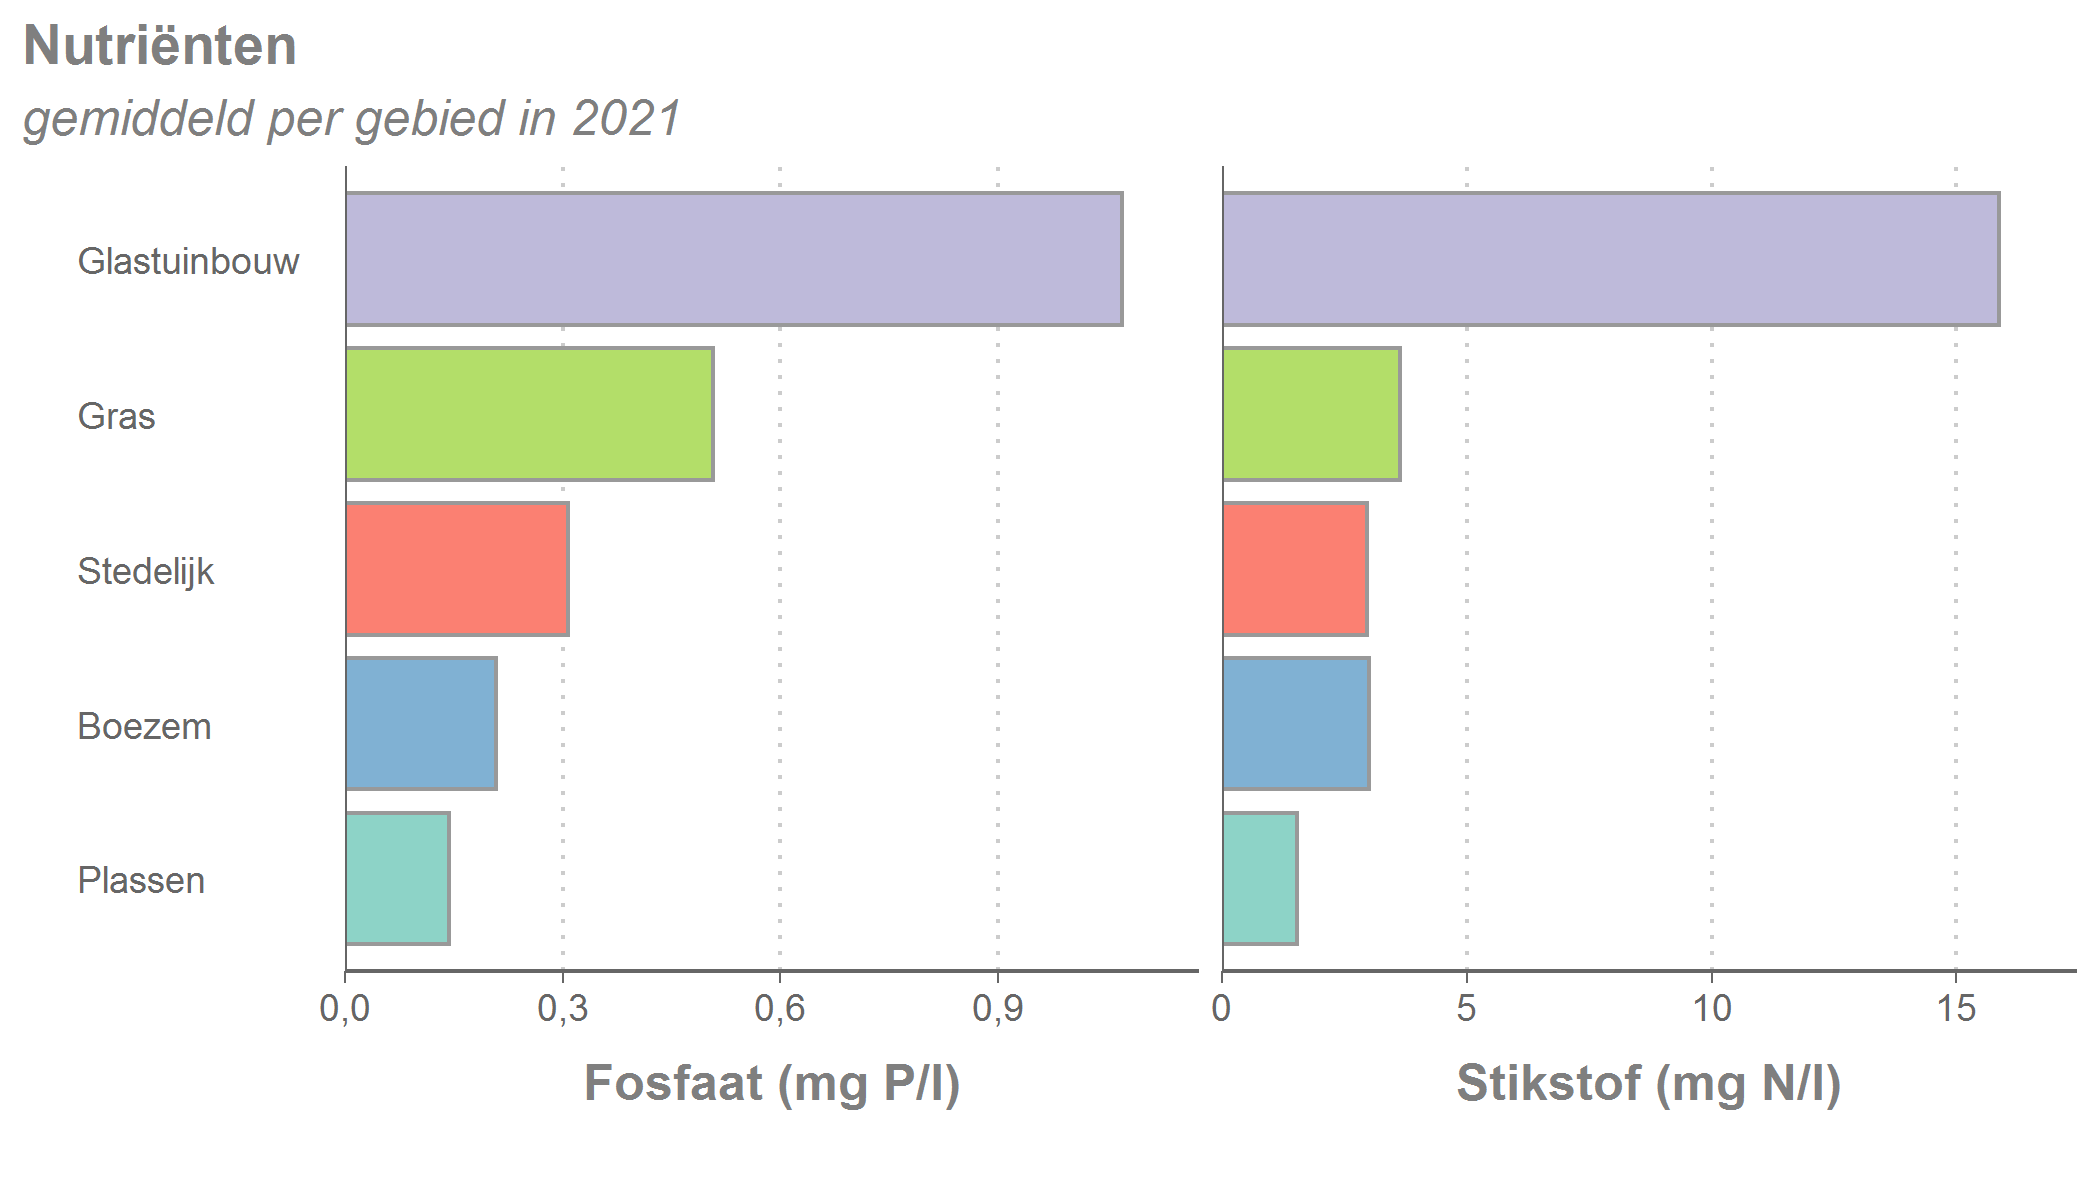 Nutriënten
gemiddeld per gebied in 2021
Glastuinbouw
Gras
Stedelijk
Boezem
Plassen
0,0 0,3 0,6 0,9
0 5 10 15
Fosfaat (mg P/l)
Stikstof (mg N/l)